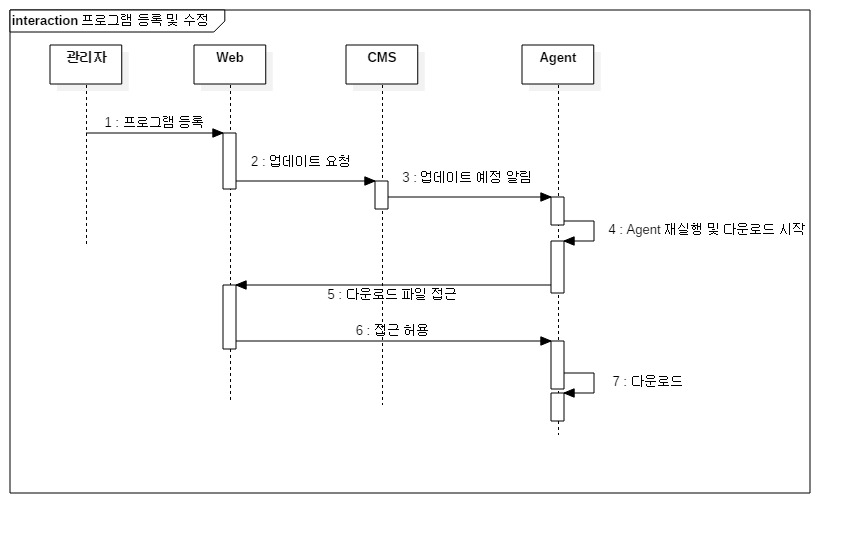 interaction 프로그램 등록 및 수정
관리자
Web
CMS
Agent
1 : 프로그램 등록
2 : 업데이트 요청
3 : 업데이트 예정 알림
4 : Agent 재실행 및 다운로드 시작
5 : 다운로드 파일 접근
6 : 접근 허용
7 : 다운로드